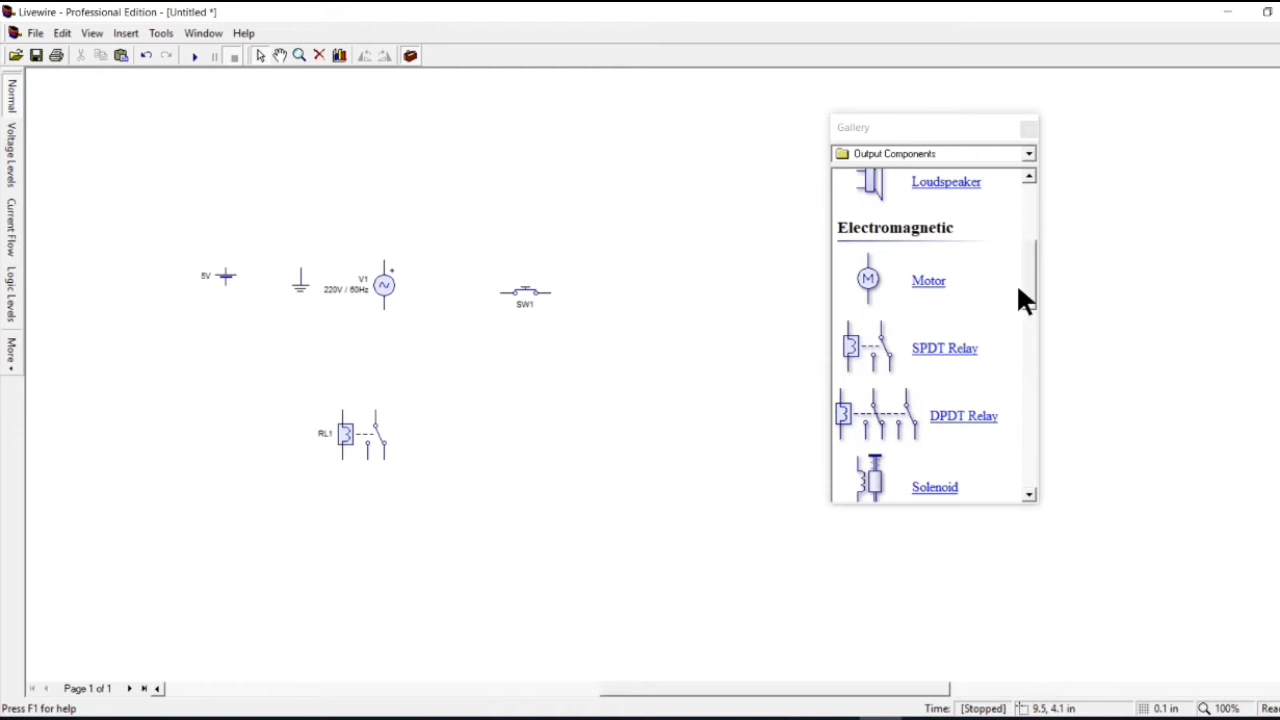 Livewire - Professional Edition - [Untitled *]
File Edit View Insert Tools Window Help
Normal
Voltage Levels
Current Flow
Logic Levels
More
5V
V1
220V / 60Hz
SW1
RL1
Gallery
Output Components
Loudspeaker
Electromagnetic
M
Motor
SPDT Relay
DPDT Relay
Solenoid
Page 1 of 1
Press F1 for help
Time: [Stopped] 9.5, 4.1 in 0.1 in 100% Rea